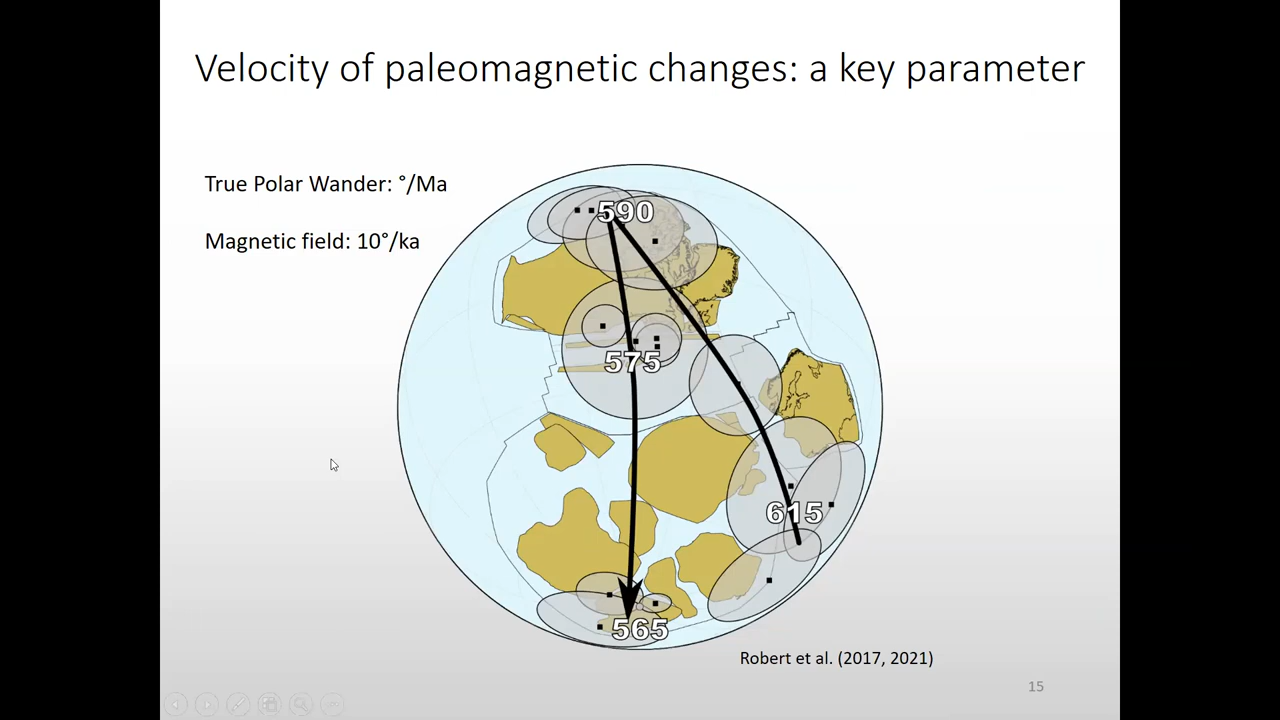 Velocity of paleomagnetic changes: a key parameter
True Polar Wander: °/Ma
Magnetic field: 10°/ka
590
575
615
565
Robert et al. (2017, 2021)
15